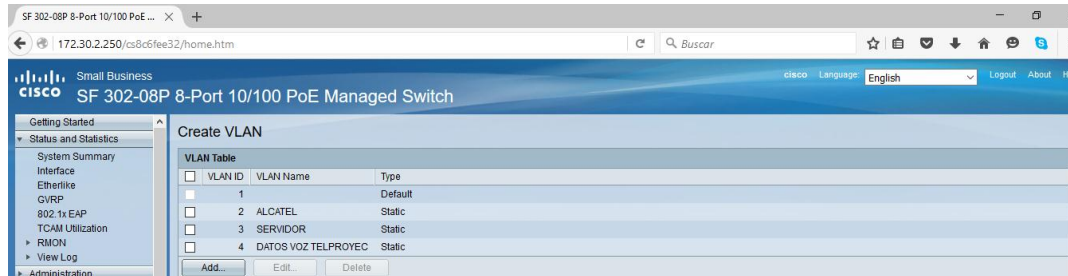 SF 302-08P 8-Port 10/100 PoE ...
172.30.2.250/cs8c6fee32/home.htm
Buscar
Small Business
cisco Language: English Logout About
CISCO SF 302-08P 8-Port 10/100 PoE Managed Switch
Getting Started
Status and Statistics
System Summary
Interface
Etherlike
GVRP
802.1x EAP
TCAM Utilization
RMON
View Log
Administration
Create VLAN
VLAN Table
VLAN ID VLAN Name Type
1 Default
2 ALCATEL Static
3 SERVIDOR Static
4 DATOS VOZ TELPROYEC Static
Add... Edit... Delete